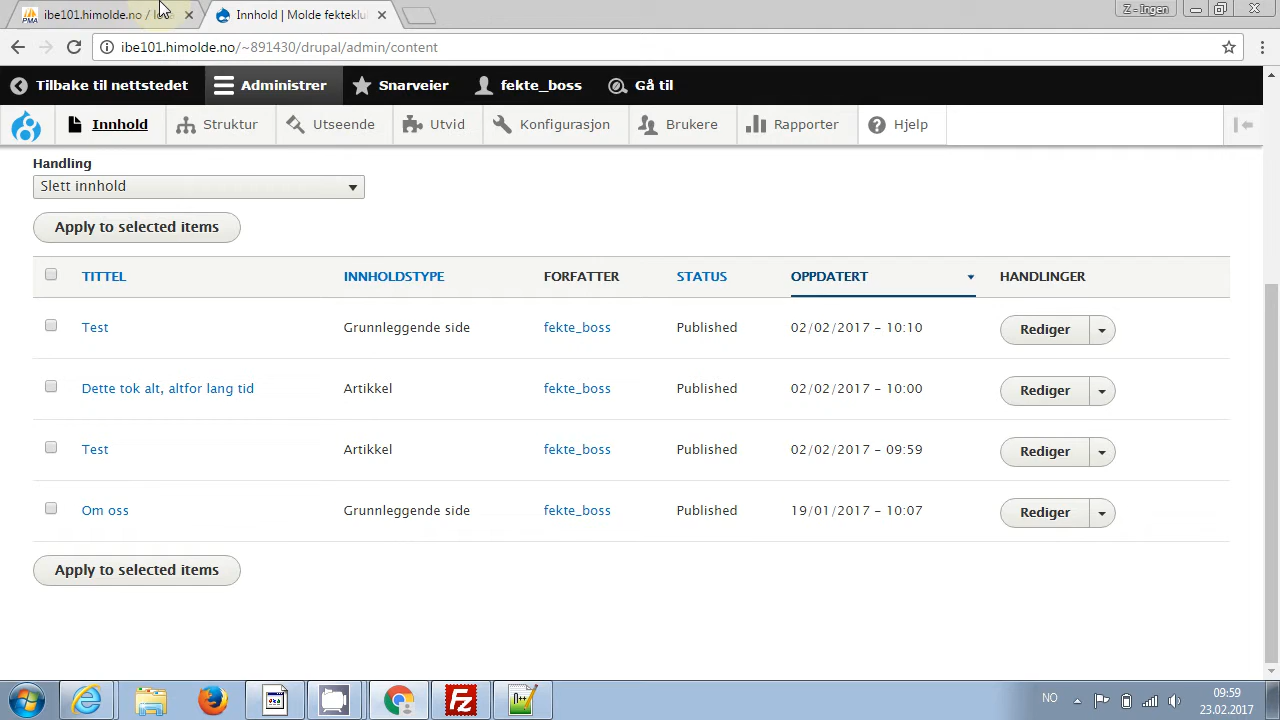 ibe101.himolde.no /
Innhold | Molde fekteklu
Z - Ingen
ibe101.himolde.no/~891430/drupal/admin/content
Tilbake til nettstedet Administrer Snarveier fekte_boss Gå til
Innhold Struktur Utseende Utvid Konfigurasjon Brukere Rapporter Hjelp
Handling
Slett innhold
Apply to selected items
TITTEL INNHOLDSTYPE FORFATTER STATUS OPPDATERT HANDLINGER
Test Grunnleggende side fekte_boss Published 02/02/2017 - 10:10 Rediger
Dette tok alt, altfor lang tid Artikkel fekte_boss Published 02/02/2017 - 10:00 Rediger
Test Artikkel fekte_boss Published 02/02/2017 - 09:59 Rediger
Om oss Grunnleggende side fekte_boss Published 19/01/2017 - 10:07 Rediger
Apply to selected items
NO
09:59
23.02.2017